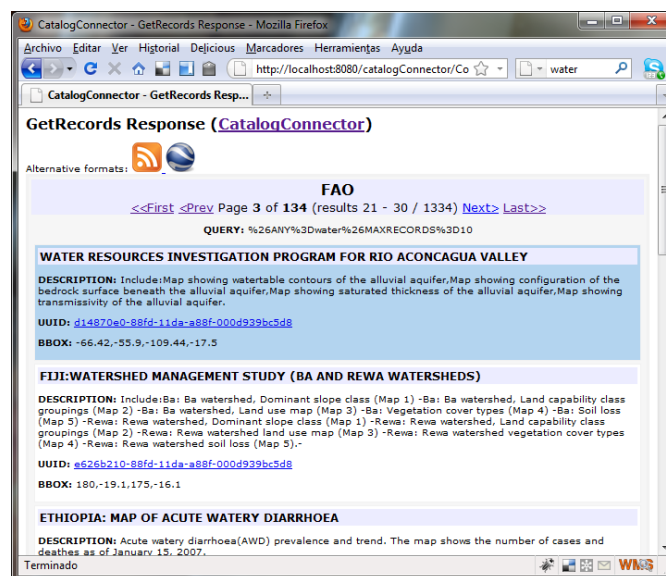 CatalogConnector - GetRecords Response - Mozilla Firefox
Archivo Editar Ver Historial Delicious Marcadores Herramientas Ayuda
http://localhost:8080/catalogConnector/Co water
CatalogConnector - GetRecords Resp...
GetRecords Response (CatalogConnector)
Alternative formats:
FAO
<<First <Prev Page 3 of 134 (results 21 - 30 / 1334) Next> Last>>
QUERY: %26ANY%3Dwater%26MAXRECORDS%3D10
WATER RESOURCES INVESTIGATION PROGRAM FOR RIO ACONCAGUA VALLEY
DESCRIPTION: Include:Map showing watertable contours of the alluvial aquifer,Map showing configuration of the
bedrock surface beneath the alluvial aquifer,Map showing saturated thickness of the alluvial aquifer,Map showing
transmissivity of the alluvial aquifer.
UUID: d14870e0-88fd-11da-a88f-000d939bc5d8
BBOX: -66.42,-55.9,-109.44,-17.5
FIJI:WATERSHED MANAGEMENT STUDY (BA AND REWA WATERSHEDS)
DESCRIPTION: Include:Ba: Ba watershed, Dominant slope class (Map 1) -Ba: Ba watershed, Land capability class
groupings (Map 2) -Ba: Ba watershed, Land use map (Map 3) -Ba: Vegetation cover types (Map 4) -Ba: Soil loss
(Map 5) -Rewa: Rewa watershed, Dominant slope class (Map 1) -Rewa: Rewa watershed, Land capability class
groupings (Map 2) -Rewa: Rewa watershed land use map (Map 3) -Rewa: Rewa watershed vegetation cover types
(Map 4) -Rewa: Rewa watershed soil loss (Map 5).-
UUID: e626b210-88fd-11da-a88f-000d939bc5d8
BBOX: 180,-19.1,175,-16.1
ETHIOPIA: MAP OF ACUTE WATERY DIARRHOEA
DESCRIPTION: Acute watery diarrhoea(AWD) prevalence and trend. The map shows the number of cases and
deathes as of January 15, 2007.
Terminado